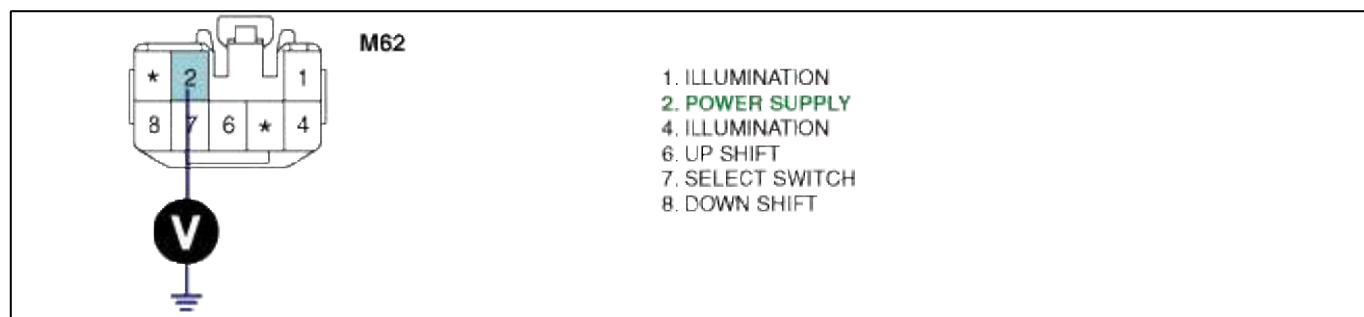 M62
* 2 1
8 7 6 * 4
1. ILLUMINATION
2. POWER SUPPLY
4. ILLUMINATION
6. UP SHIFT
7. SELECT SWITCH
8. DOWN SHIFT
V